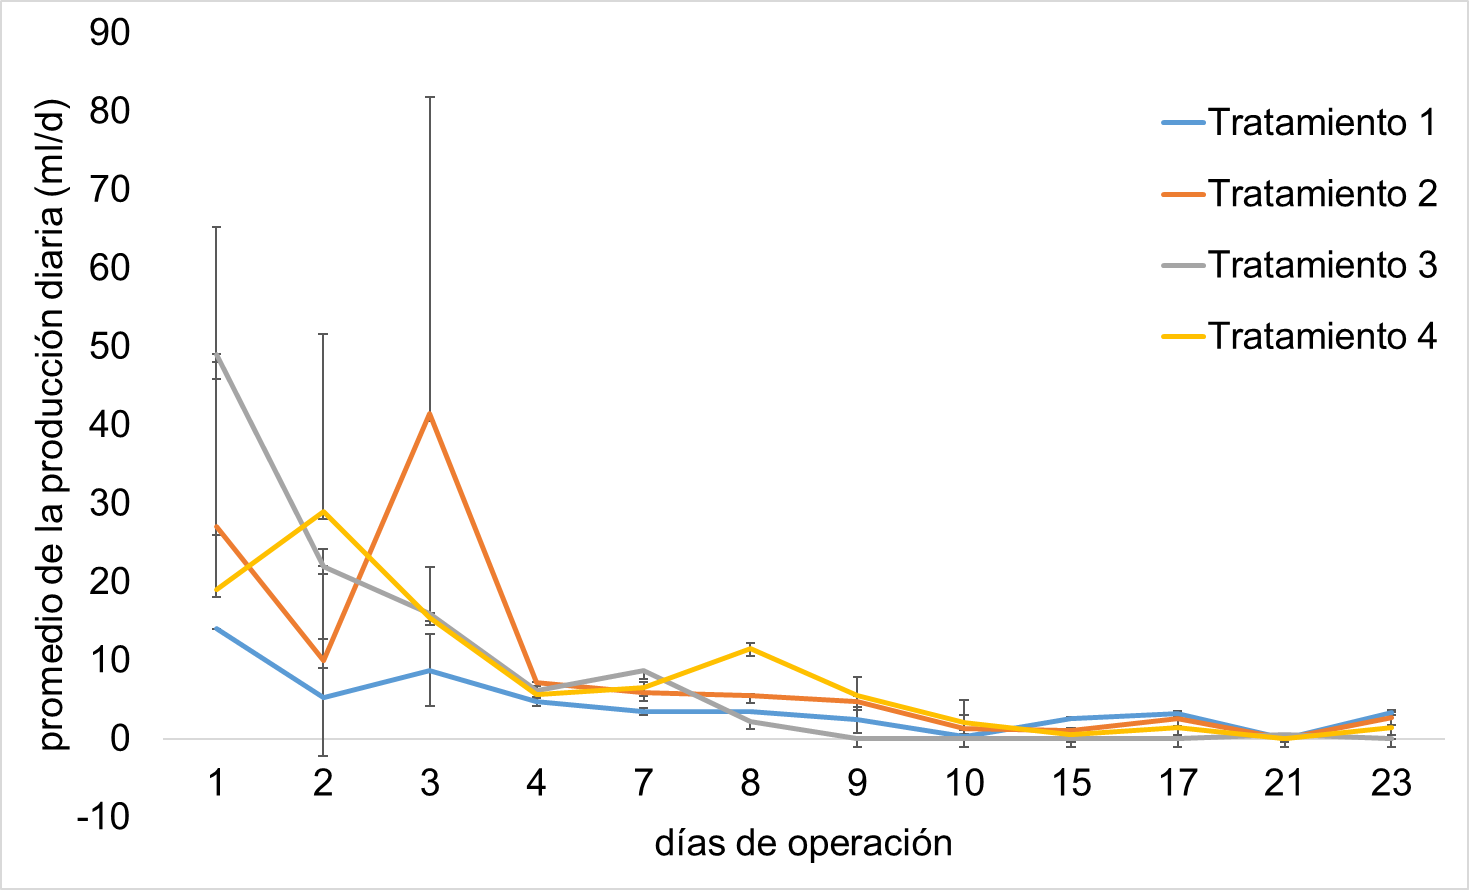 promedio de la producción diaria (ml/d)
90
80
70
60
50
40
30
20
10
0
-10
1 2 3 4 7 8 9 10 15 17 21 23
días de operación
Tratamiento 1
Tratamiento 2
Tratamiento 3
Tratamiento 4